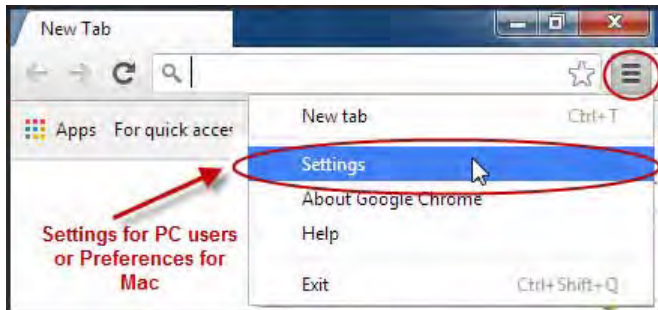 New Tab
Apps For quick acces
New tab Ctrl+T
Settings
About Google Chrome
Help
Exit Ctrl+Shift+Q
Settings for PC users
or Preferences for
Mac